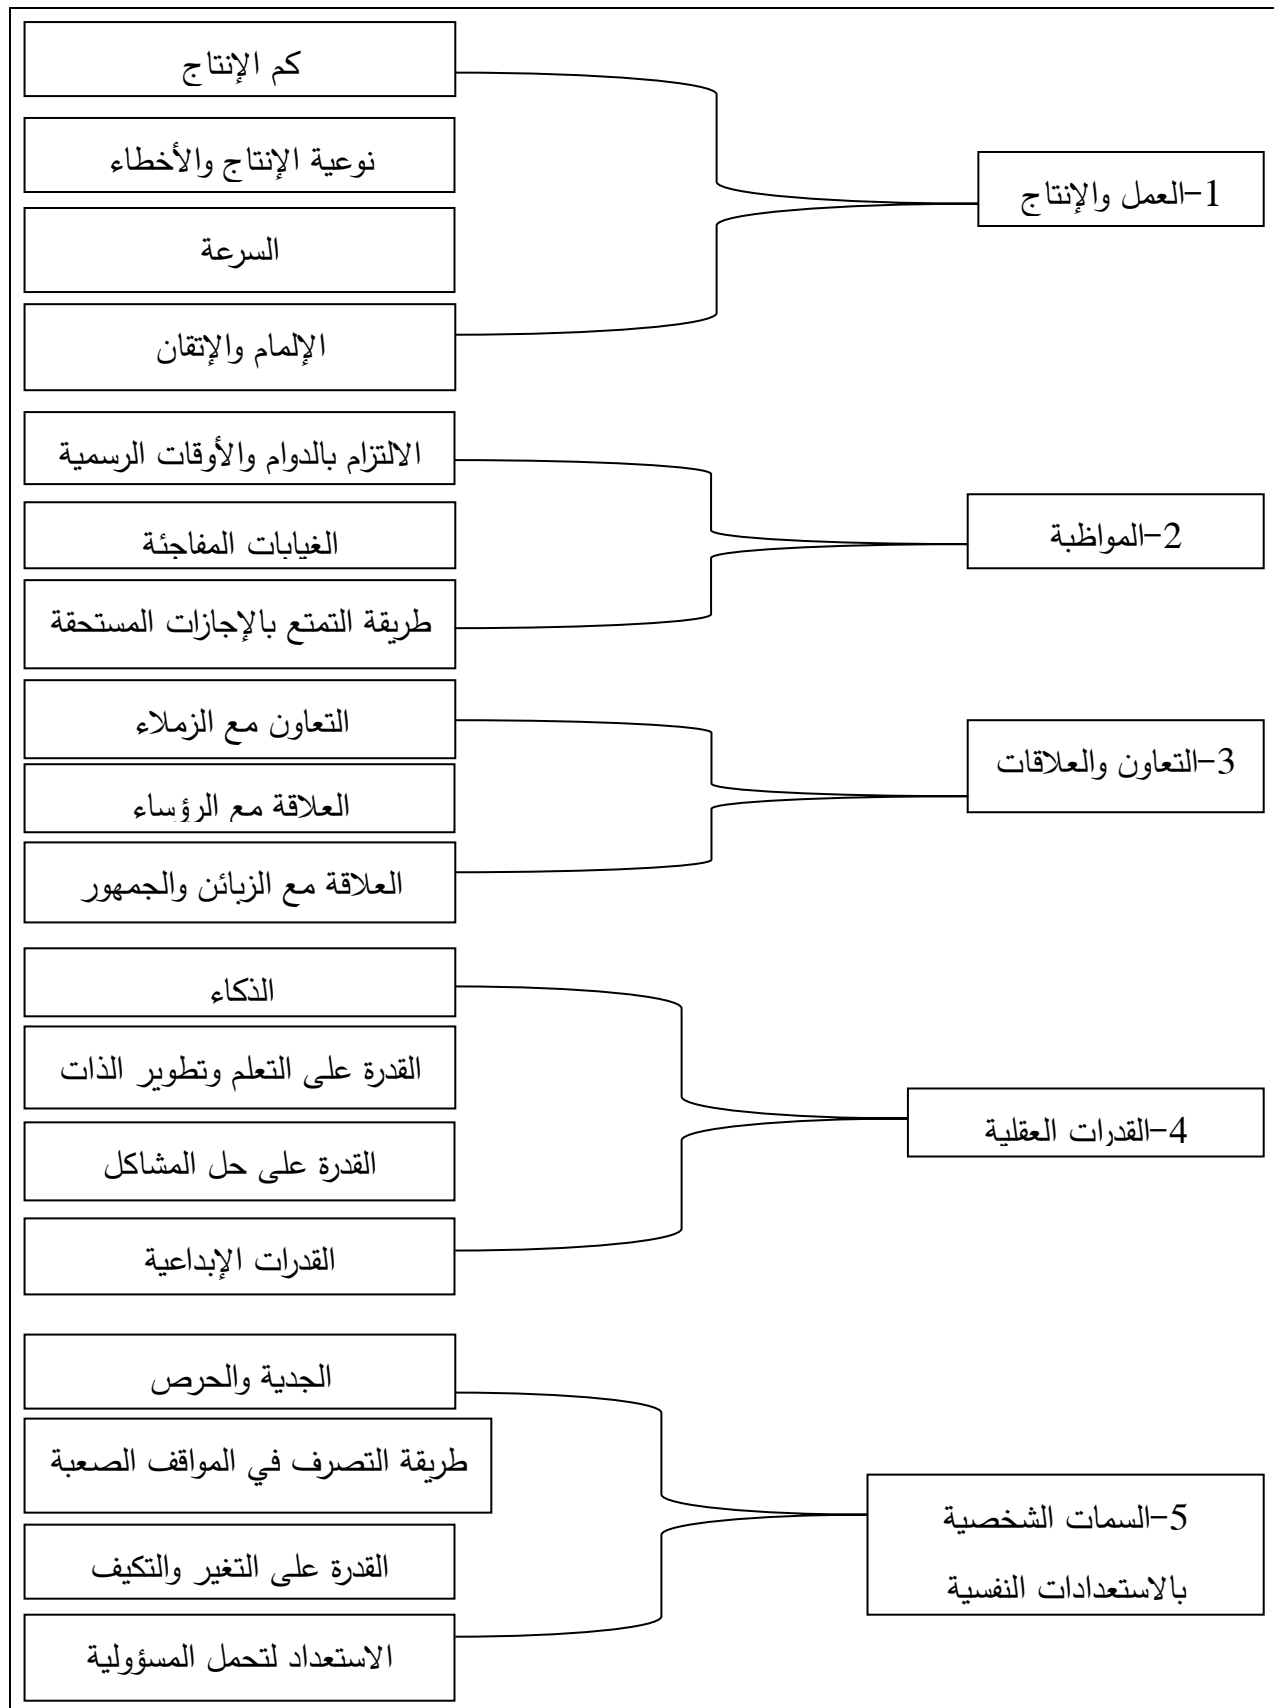 1-العمل والإنتاج
كم الإنتاج
نوعية الإنتاج والأخطاء
السرعة
الإلمام والإتقان
2-المواظبة
الالتزام بالدوام والأوقات الرسمية
الغيابات المفاجئة
طريقة التمتع بالإجازات المستحقة
3-التعاون والعلاقات
التعاون مع الزملاء
العلاقة مع الرؤساء
العلاقة مع الزبائن والجمهور
4-القدرات العقلية
الذكاء
القدرة على التعلم وتطوير الذات
القدرة على حل المشاكل
القدرات الإبداعية
5-السمات الشخصية
بالاستعدادات النفسية
الجدية والحرص
طريقة التصرف في المواقف الصعبة
القدرة على التغير والتكيف
الاستعداد لتحمل المسؤولية